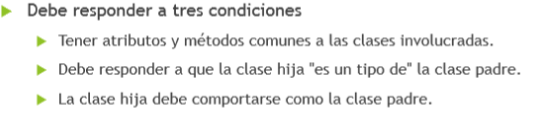 Debe responder a tres condiciones
Tener atributos y métodos comunes a las clases involucradas.
Debe responder a que la clase hija "es un tipo de" la clase padre.
La clase hija debe comportarse como la clase padre.